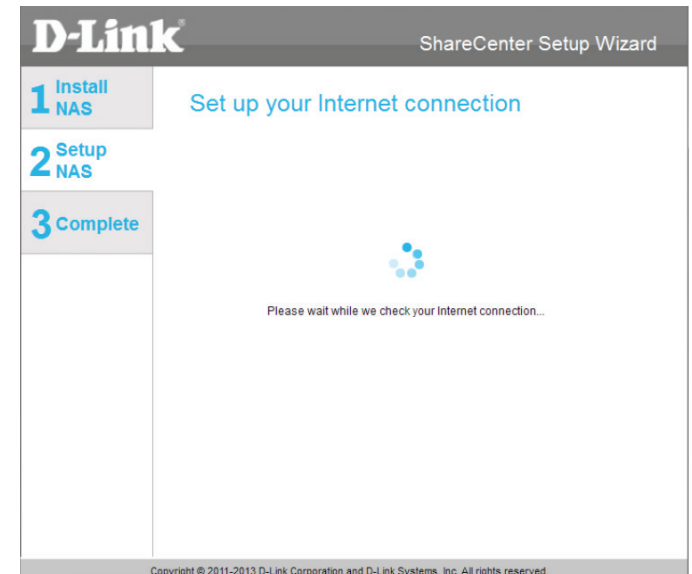 D-Link
ShareCenter Setup Wizard
1 Install
NAS
Set up your Internet connection
2 Setup
NAS
3 Complete
Please wait while we check your Internet connection...
Copyright © 2011-2013 D-Link Corporation and D-Link Systems, Inc. All rights reserved.